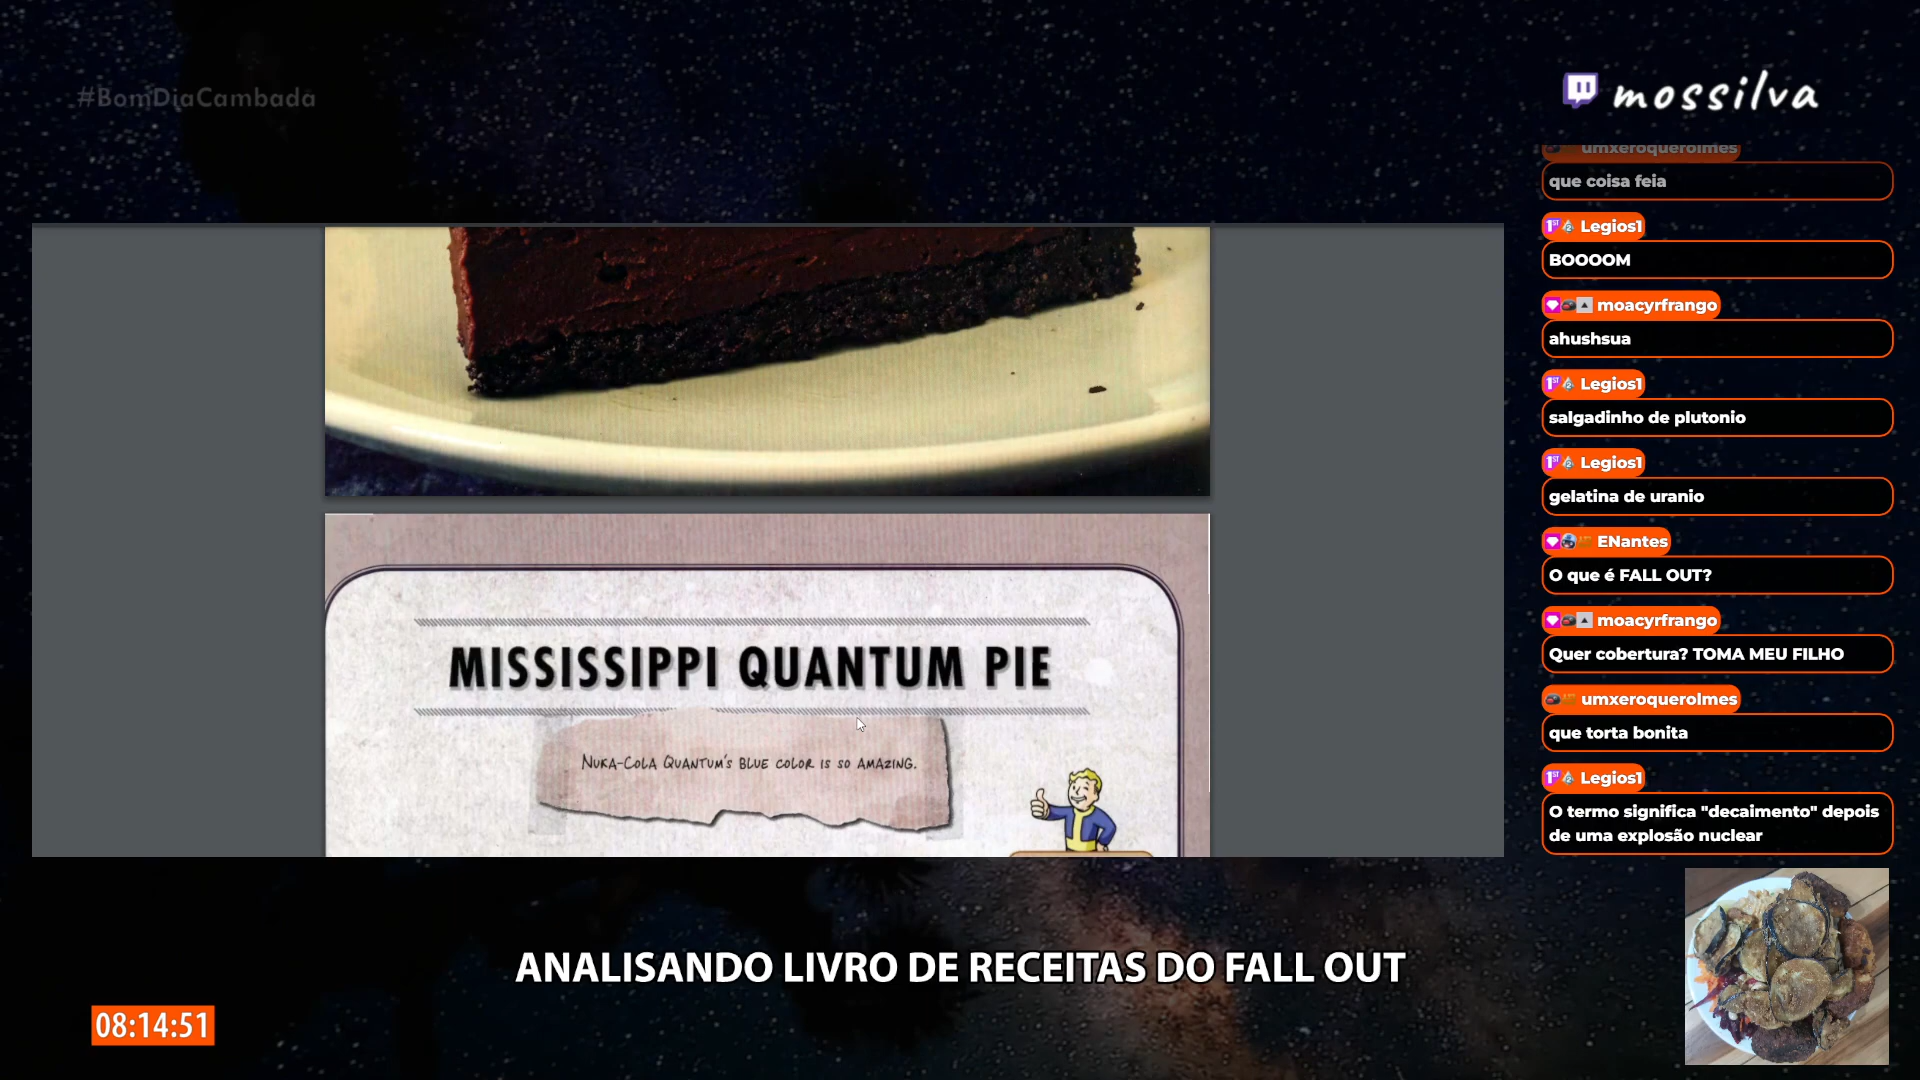 #BomDiaCambada
mossilva
umxeroquerolmes
que coisa feia
Legios1
BOOOOM
moacyrfrango
ahushsua
Legios1
salgadinho de plutonio
Legios1
gelatina de uranio
ENantes
O que é FALL OUT?
moacyrfrango
Quer cobertura? TOMA MEU FILHO
umxeroquerolmes
que torta bonita
Legios1
O termo significa "decaimento" depois
de uma explosão nuclear
MISSISSIPPI QUANTUM PIE
NUKA-COLA QUANTUM'S BLUE COLOR IS SO AMAZING.
ANALISANDO LIVRO DE RECEITAS DO FALL OUT
08:14:51